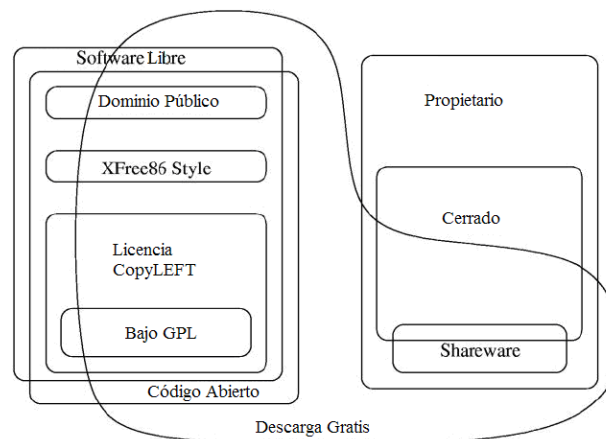 Software Libre
Dominio Público
XFree86 Style
Licencia
CopyLEFT
Bajo GPL
Código Abierto
Propietario
Cerrado
Shareware
Descarga Gratis